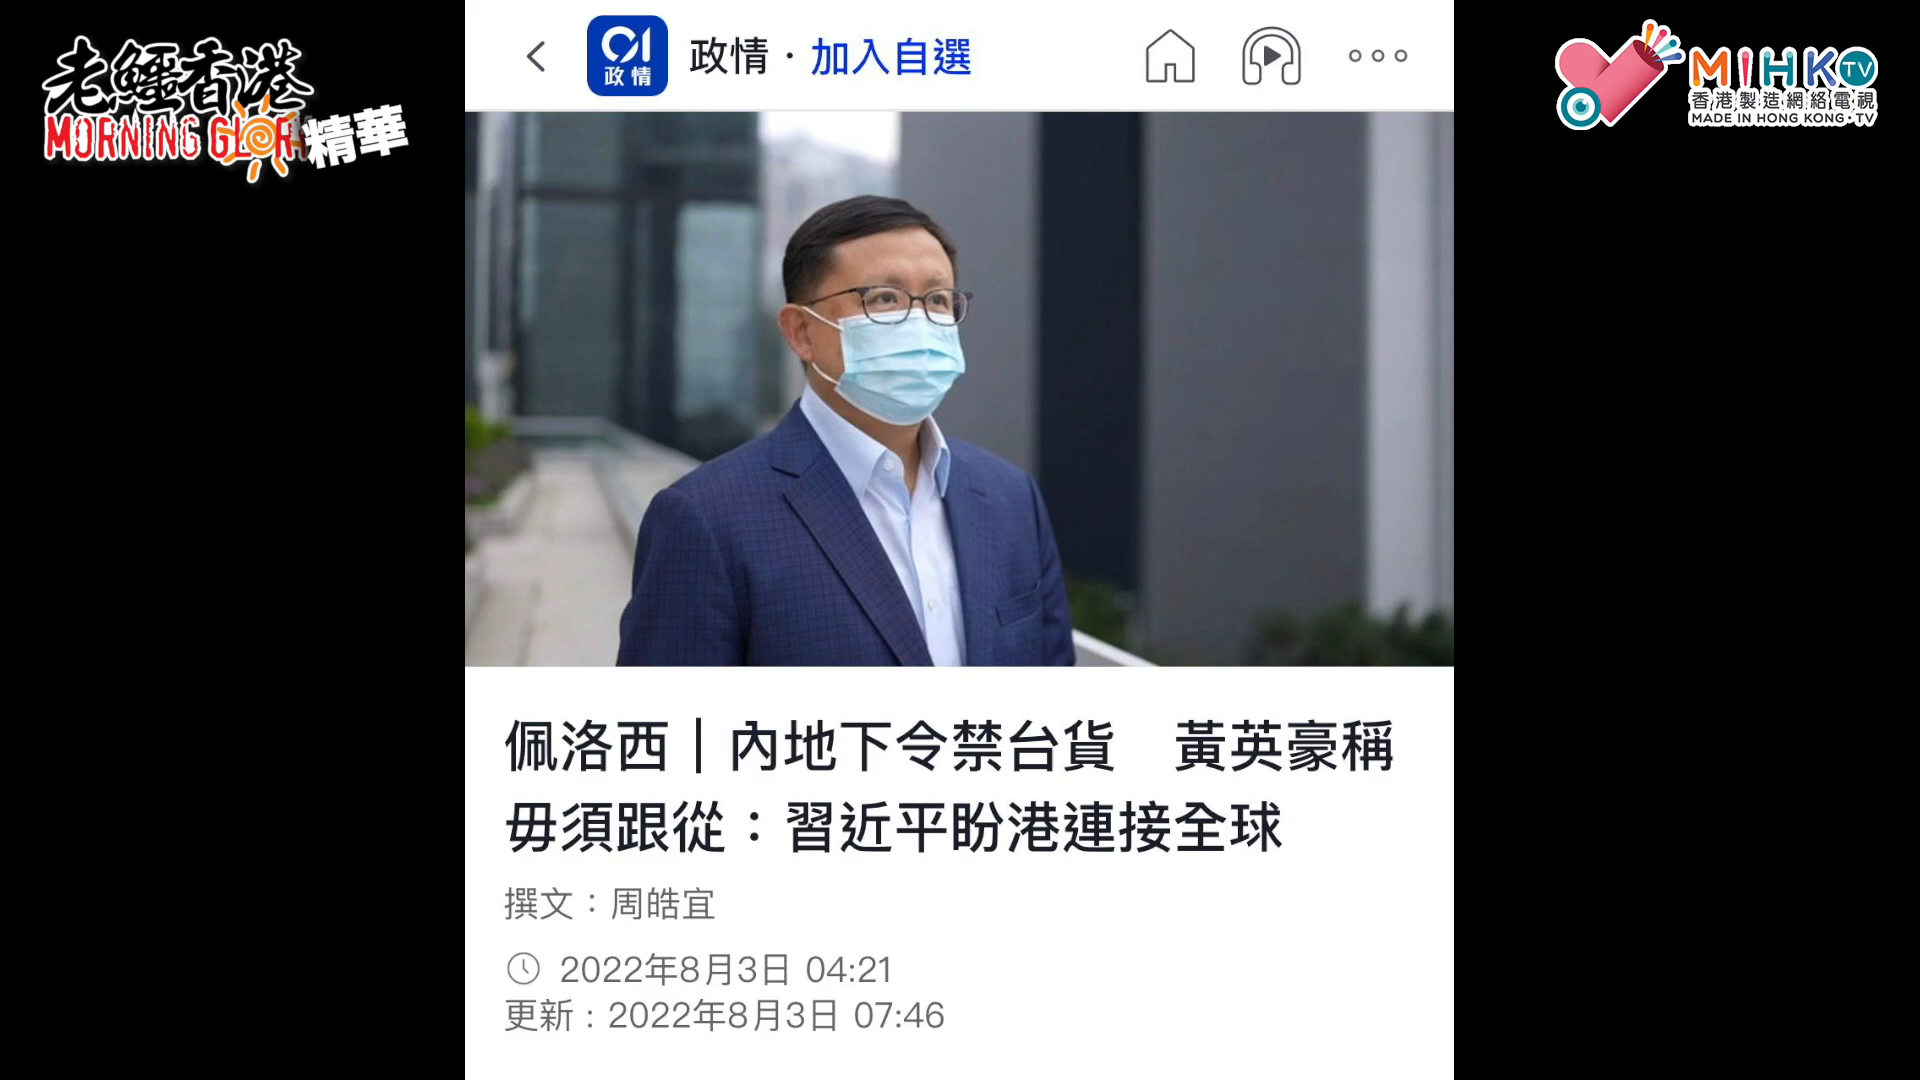 老鱷香港
MORNING GLORY
精華
01
政情
政情·加入自選
MIHK TV
香港製造網絡電視
MADE IN HONG KONG·TV
佩洛西｜內地下令禁台貨　黃英豪稱
毋須跟從：習近平盼港連接全球
撰文：周皓宜
2022年8月3日 04:21
更新：2022年8月3日 07:46